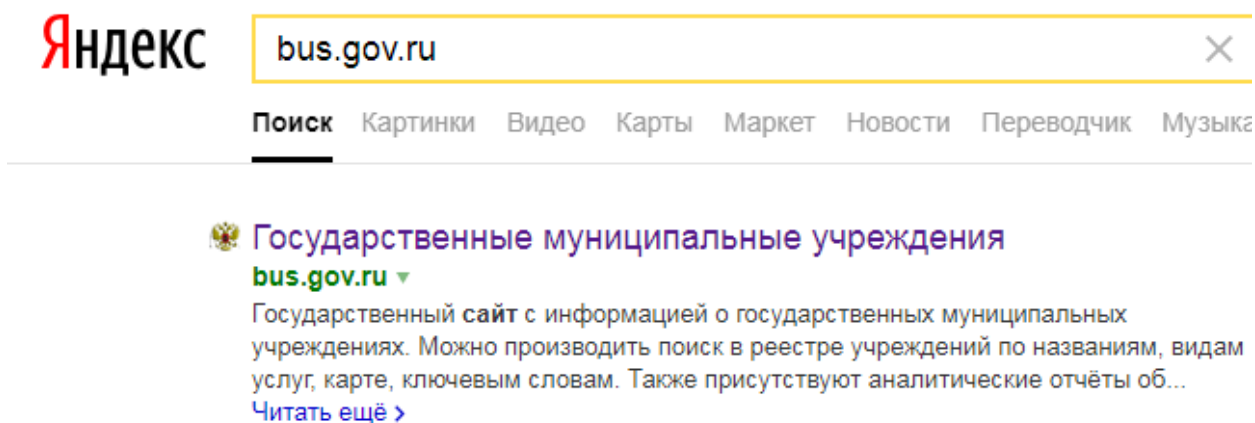 Яндекс
bus.gov.ru
Поиск Картинки Видео Карты Маркет Новости Переводчик Музыка
Государственные муниципальные учреждения
bus.gov.ru
Государственный сайт с информацией о государственных муниципальных
учреждениях. Можно производить поиск в реестре учреждений по названиям, видам
услуг, карте, ключевым словам. Также присутствуют аналитические отчёты об...
Читать ещё >